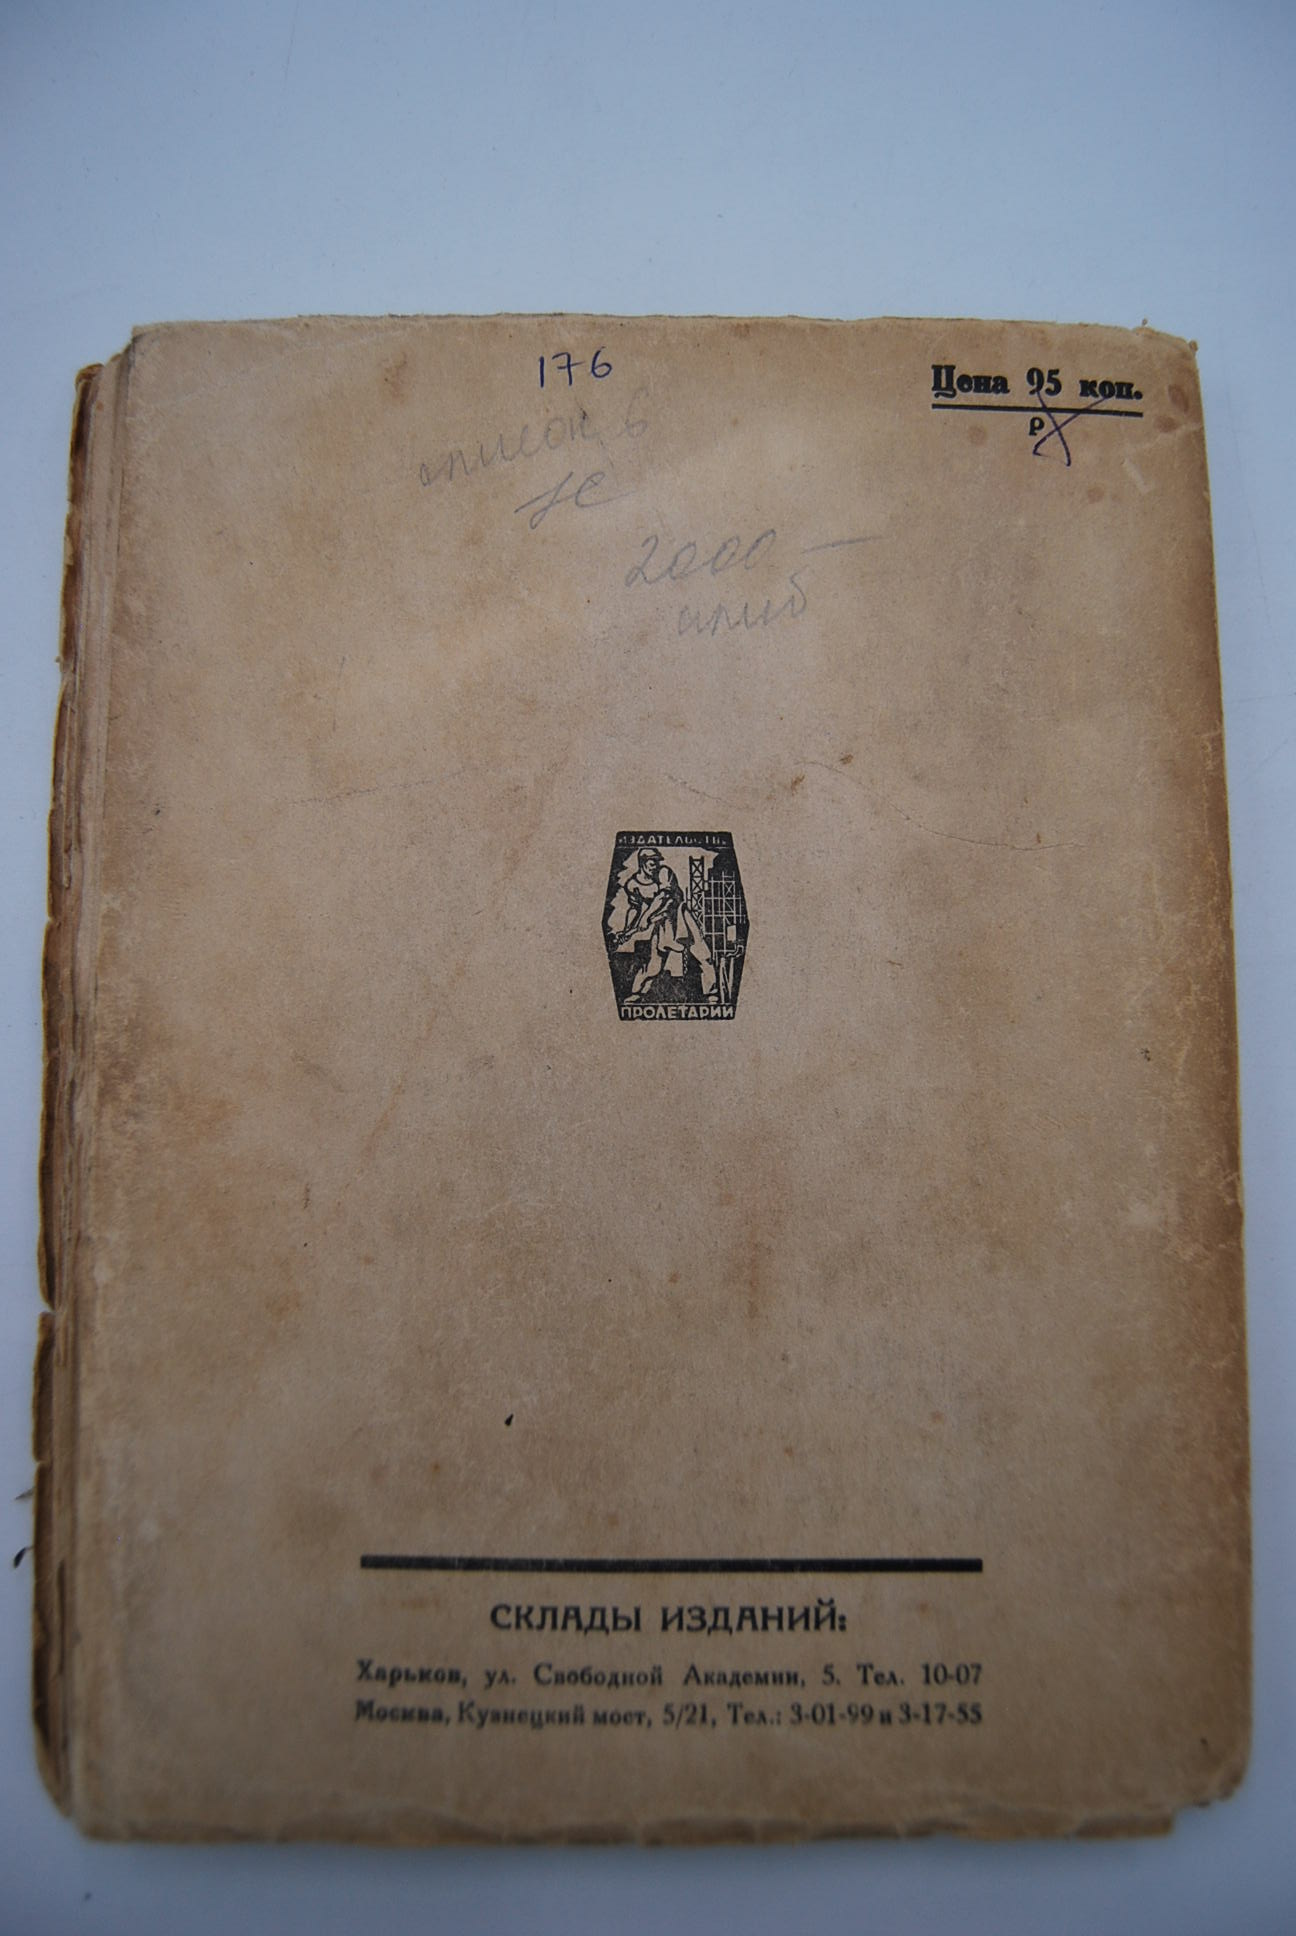 176
Цена 95 коп.
Р
2000 —
ИЗДАТЕЛЬСТВО
ПРОЛЕТАРИЙ
СКЛАДЫ ИЗДАНИЙ:
Харьков, ул. Свободной Академии, 5. Тел. 10-07
Москва, Кузнецкий мост, 5/21, Тел.: 3-01-99 и 3-17-55